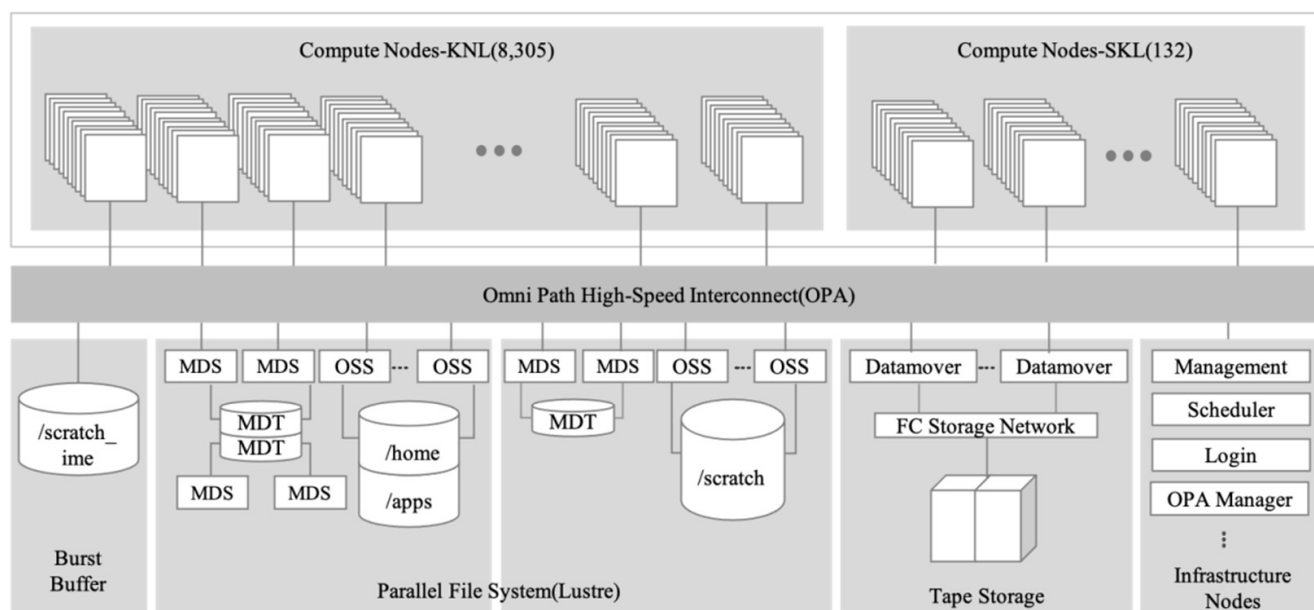 Compute Nodes-KNL(8,305)
Compute Nodes-SKL(132)
Omni Path High-Speed Interconnect(OPA)
/scratch_
ime
Burst
Buffer
MDS
MDS
OSS
OSS
MDT
MDT
MDS
MDS
/home
/apps
MDS
MDS
OSS
OSS
MDT
/scratch
Parallel File System(Lustre)
Datamover
Datamover
FC Storage Network
Tape Storage
Management
Scheduler
Login
OPA Manager
Infrastructure
Nodes